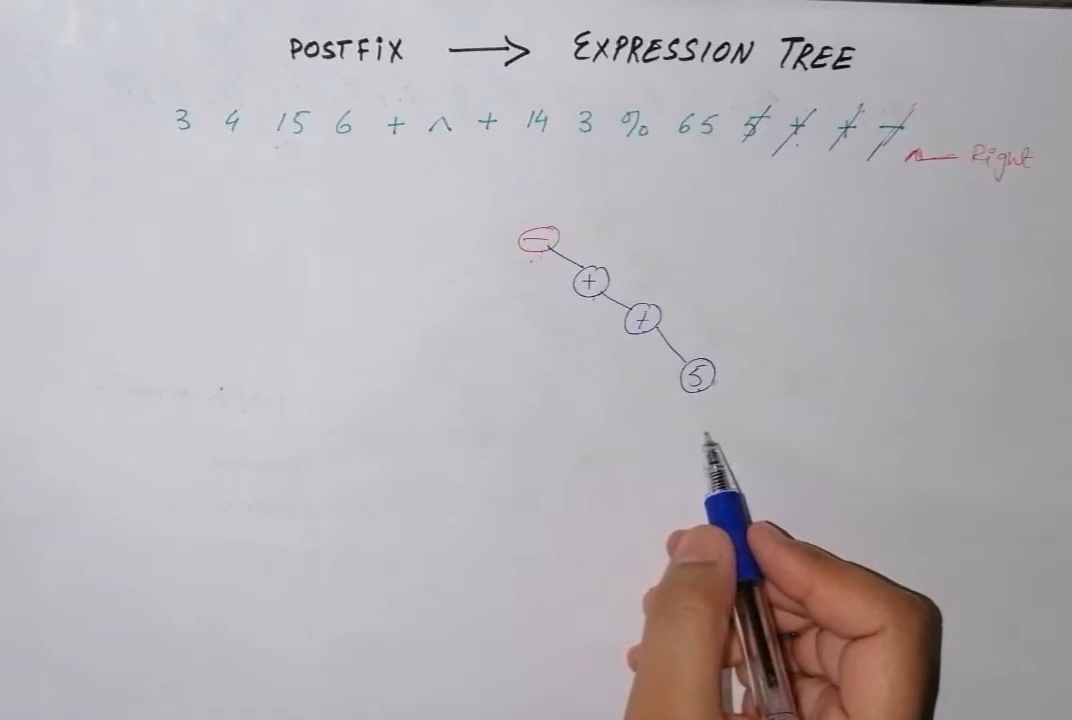 POSTFIX → EXPRESSION TREE
3 4 15 6 + ^ + 14 3 % 65 5 + + -
← Right
-
+
+
5